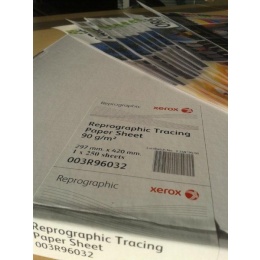 Reprographic
xerox
Reprographic Tracing
Paper Sheet
90 g/m²
297 mm. x 420 mm.
1 x 250 sheets
003R96032
Reprographic
xerox
Reprographic Tracing
Paper Sheet
003R96032